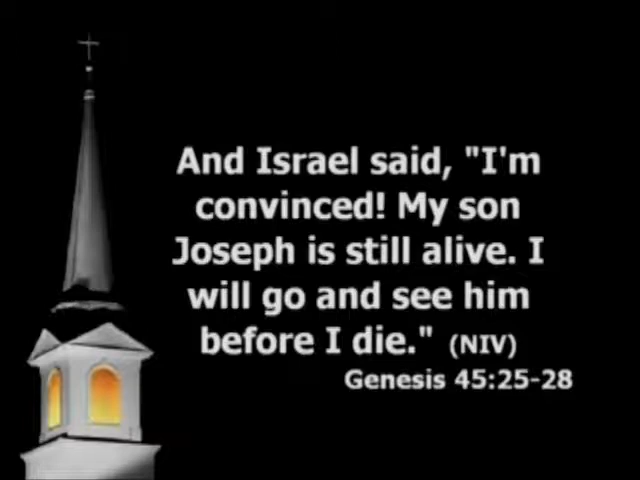 And Israel said, "I'm
convinced! My son
Joseph is still alive. I
will go and see him
before I die." (NIV)
Genesis 45:25-28